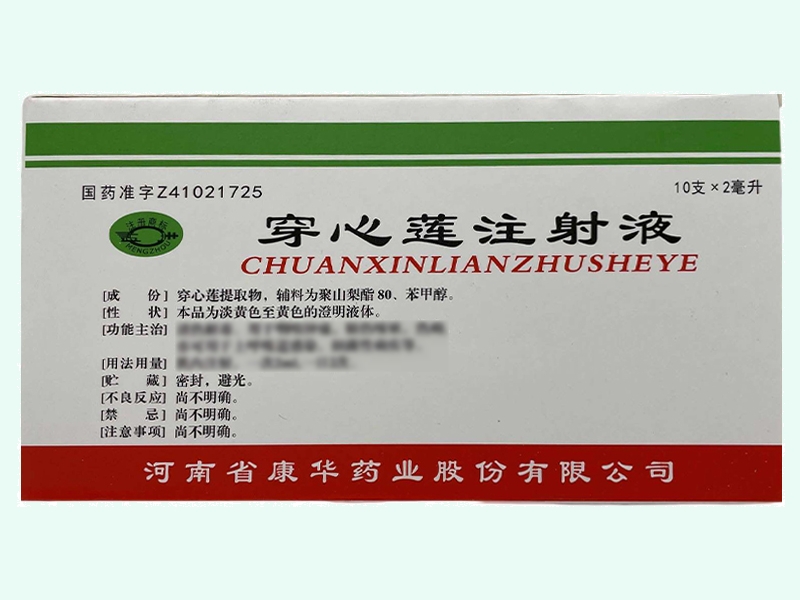 国药准字Z41021725
10支×2毫升
注册商标
HENGZHOU
穿心莲注射液
CHUANXINLIANZHUSHEYE
[成 份] 穿心莲提取物，辅料为聚山梨酯80、苯甲醇。
[性 状] 本品为淡黄色至黄色的澄明液体。
[功能主治]
[用法用量]
[贮 藏] 密封，避光。
[不良反应] 尚不明确。
[禁 忌] 尚不明确。
[注意事项] 尚不明确。
河南省康华药业股份有限公司